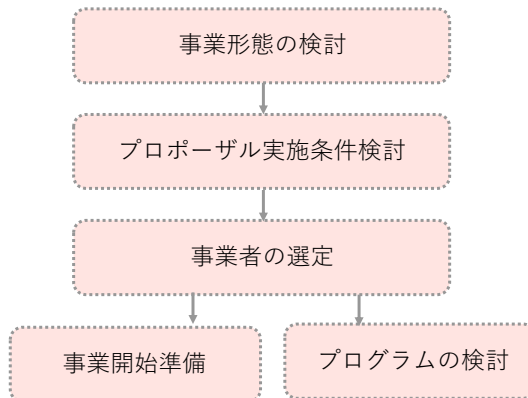 事業形態の検討
プロポーザル実施条件検討
事業者の選定
事業開始準備
プログラムの検討